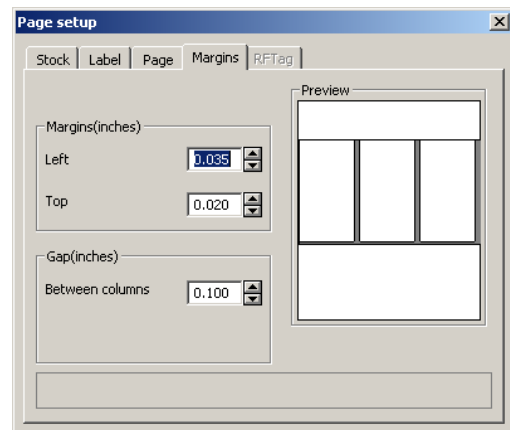 Page setup
Stock Label Page Margins RFTag
Preview
Margins(inches)
Left 0.035
Top 0.020
Gap(inches)
Between columns 0.100